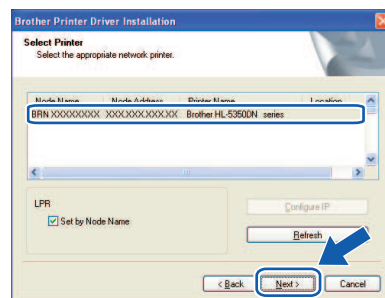 Brother Printer Driver Installation
Select Printer
Select the appropriate network printer.
Node Name Node Address Printer Name Location
BRN XXXXXXXXX XXX.XXX.XXX.XX Brother HL-5350DN series
LPR
Set by Node Name
Configure IP
Refresh
< Back Next > Cancel